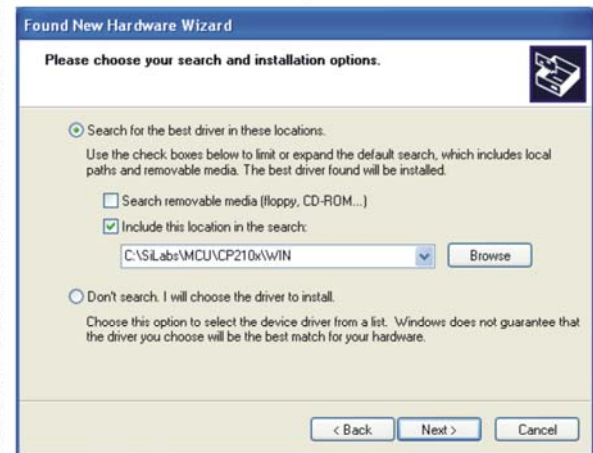 Found New Hardware Wizard
Please choose your search and installation options.
Search for the best driver in these locations.
Use the check boxes below to limit or expand the default search, which includes local
paths and removable media. The best driver found will be installed.
Search removable media (floppy, CD-ROM...)
Include this location in the search:
C:\SiLabs\MCU\CP210x\WIN
Browse
Don't search. I will choose the driver to install.
Choose this option to select the device driver from a list. Windows does not guarantee that
the driver you choose will be the best match for your hardware.
< Back
Next >
Cancel